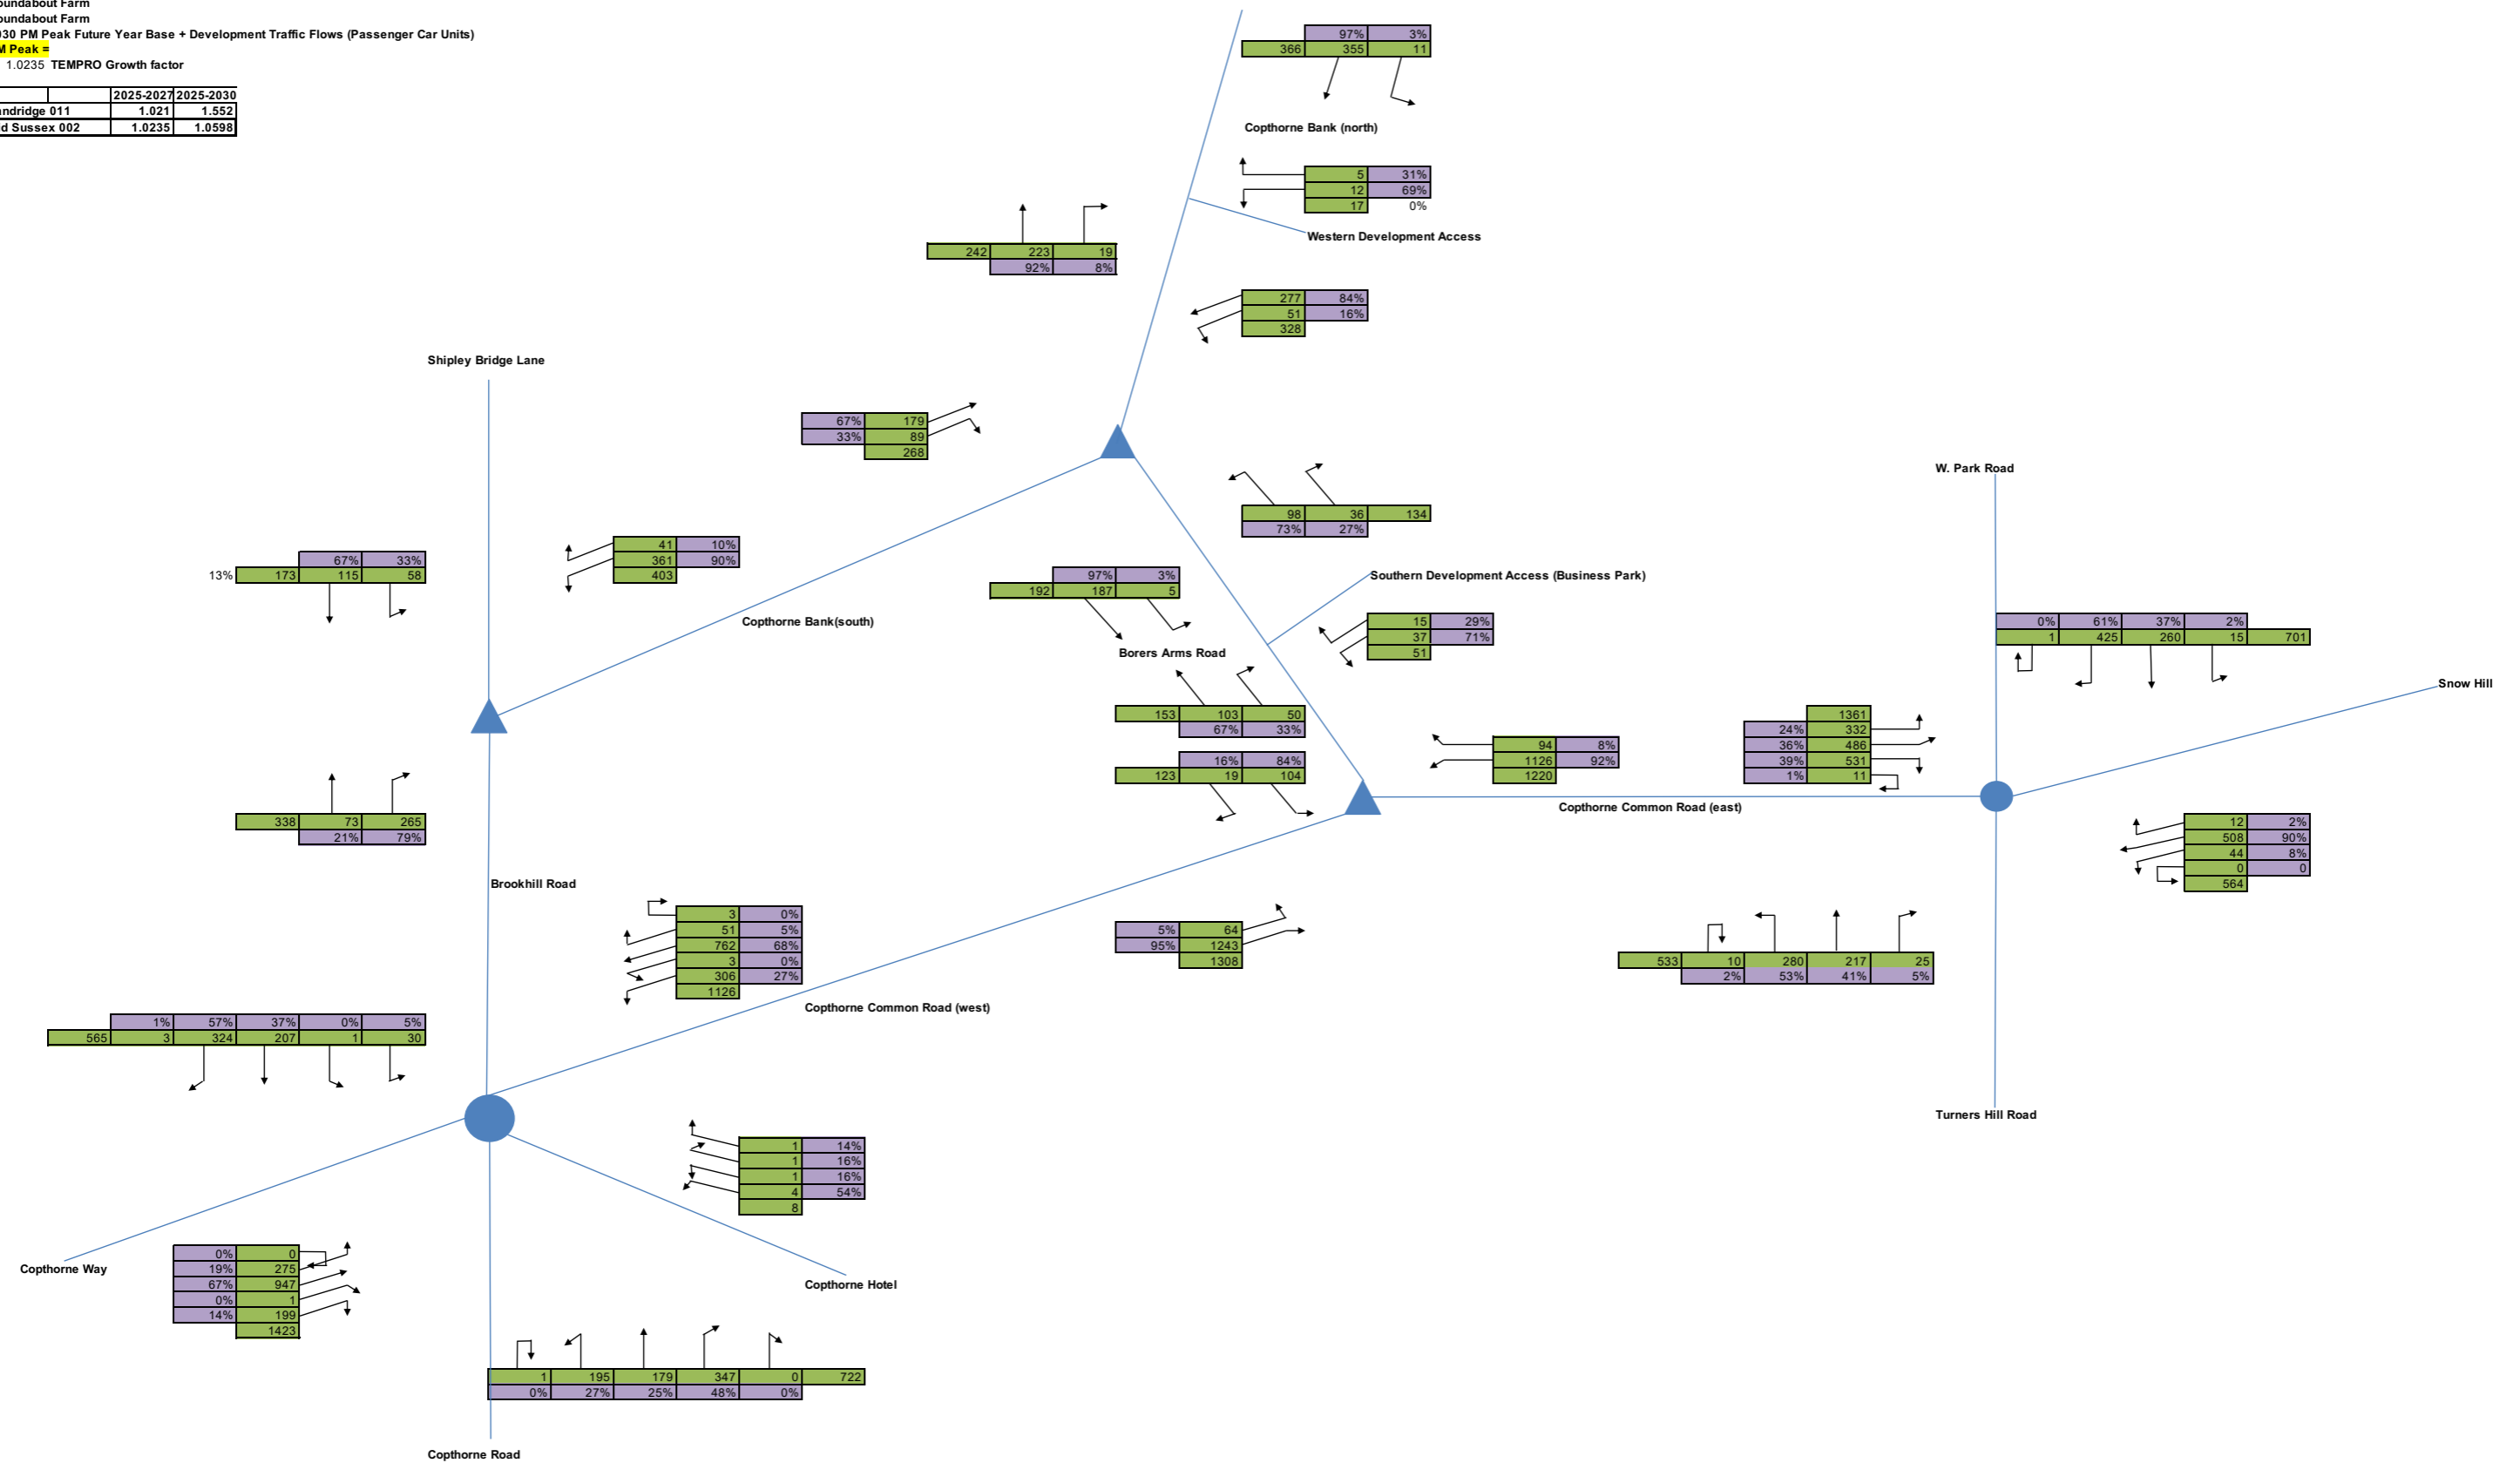 oundabout Farm
oundabout Farm
030 PM Peak Future Year Base + Development Traffic Flows (Passenger Car Units)
M Peak =
1.0235 TEMPRO Growth factor
2025-2027 2025-2030
andridge 011 1.021 1.552
id Sussex 002 1.0235 1.0598
97% 3%
366 355 11
Copthorne Bank (north)
5 31%
12 69%
17 0%
Western Development Access
242 223 19
92% 8%
277 84%
51 16%
328
Shipley Bridge Lane
67% 179
33% 89
268
W. Park Road
98 36 134
73% 27%
67% 33%
13% 173 115 58
41 10%
361 90%
403
97% 3%
192 187 5
Southern Development Access (Business Park)
Copthorne Bank(south)
15 29%
37 71%
51
0% 61% 37% 2%
1 425 260 15 701
Borers Arms Road
Snow Hill
153 103 50
67% 33%
16% 84%
123 19 104
94 8%
1126 92%
1220
1361
24% 332
36% 486
39% 531
1% 11
Copthorne Common Road (east)
338 73 265
21% 79%
12 2%
508 90%
44 8%
0 0
564
Brookhill Road
3 0%
51 5%
762 68%
3 0%
306 27%
1126
5% 64
95% 1243
1308
533 10 280 217 25
2% 53% 41% 5%
Copthorne Common Road (west)
1% 57% 37% 0% 5%
565 3 324 207 1 30
Turners Hill Road
1 14%
1 16%
1 16%
4 54%
8
Copthorne Way
0% 0
19% 275
67% 947
0% 1
14% 199
1423
Copthorne Hotel
1 195 179 347 0 722
0% 27% 25% 48% 0%
Copthorne Road